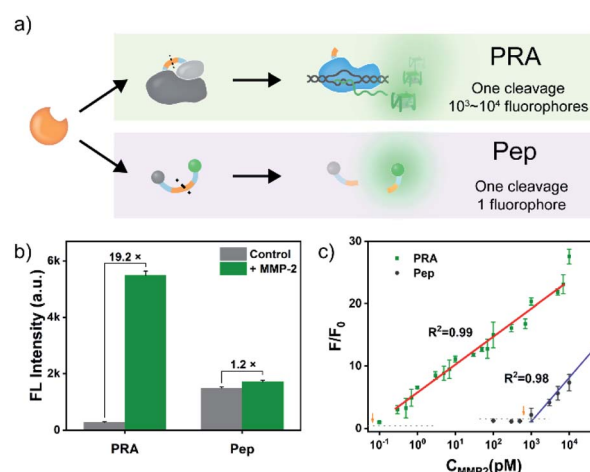 a)
PRA
One cleavage
10³~10⁴ fluorophores
Pep
One cleavage
1 fluorophore
b)
FL Intensity (a.u.)
6k
4k
2k
0
19.2 ×
1.2 ×
Control
+ MMP-2
PRA
Pep
c)
F/F₀
30
20
10
0
PRA
Pep
R²=0.99
R²=0.98
10⁻¹ 10⁰ 10¹ 10² 10³ 10⁴
C_MMP2(pM)